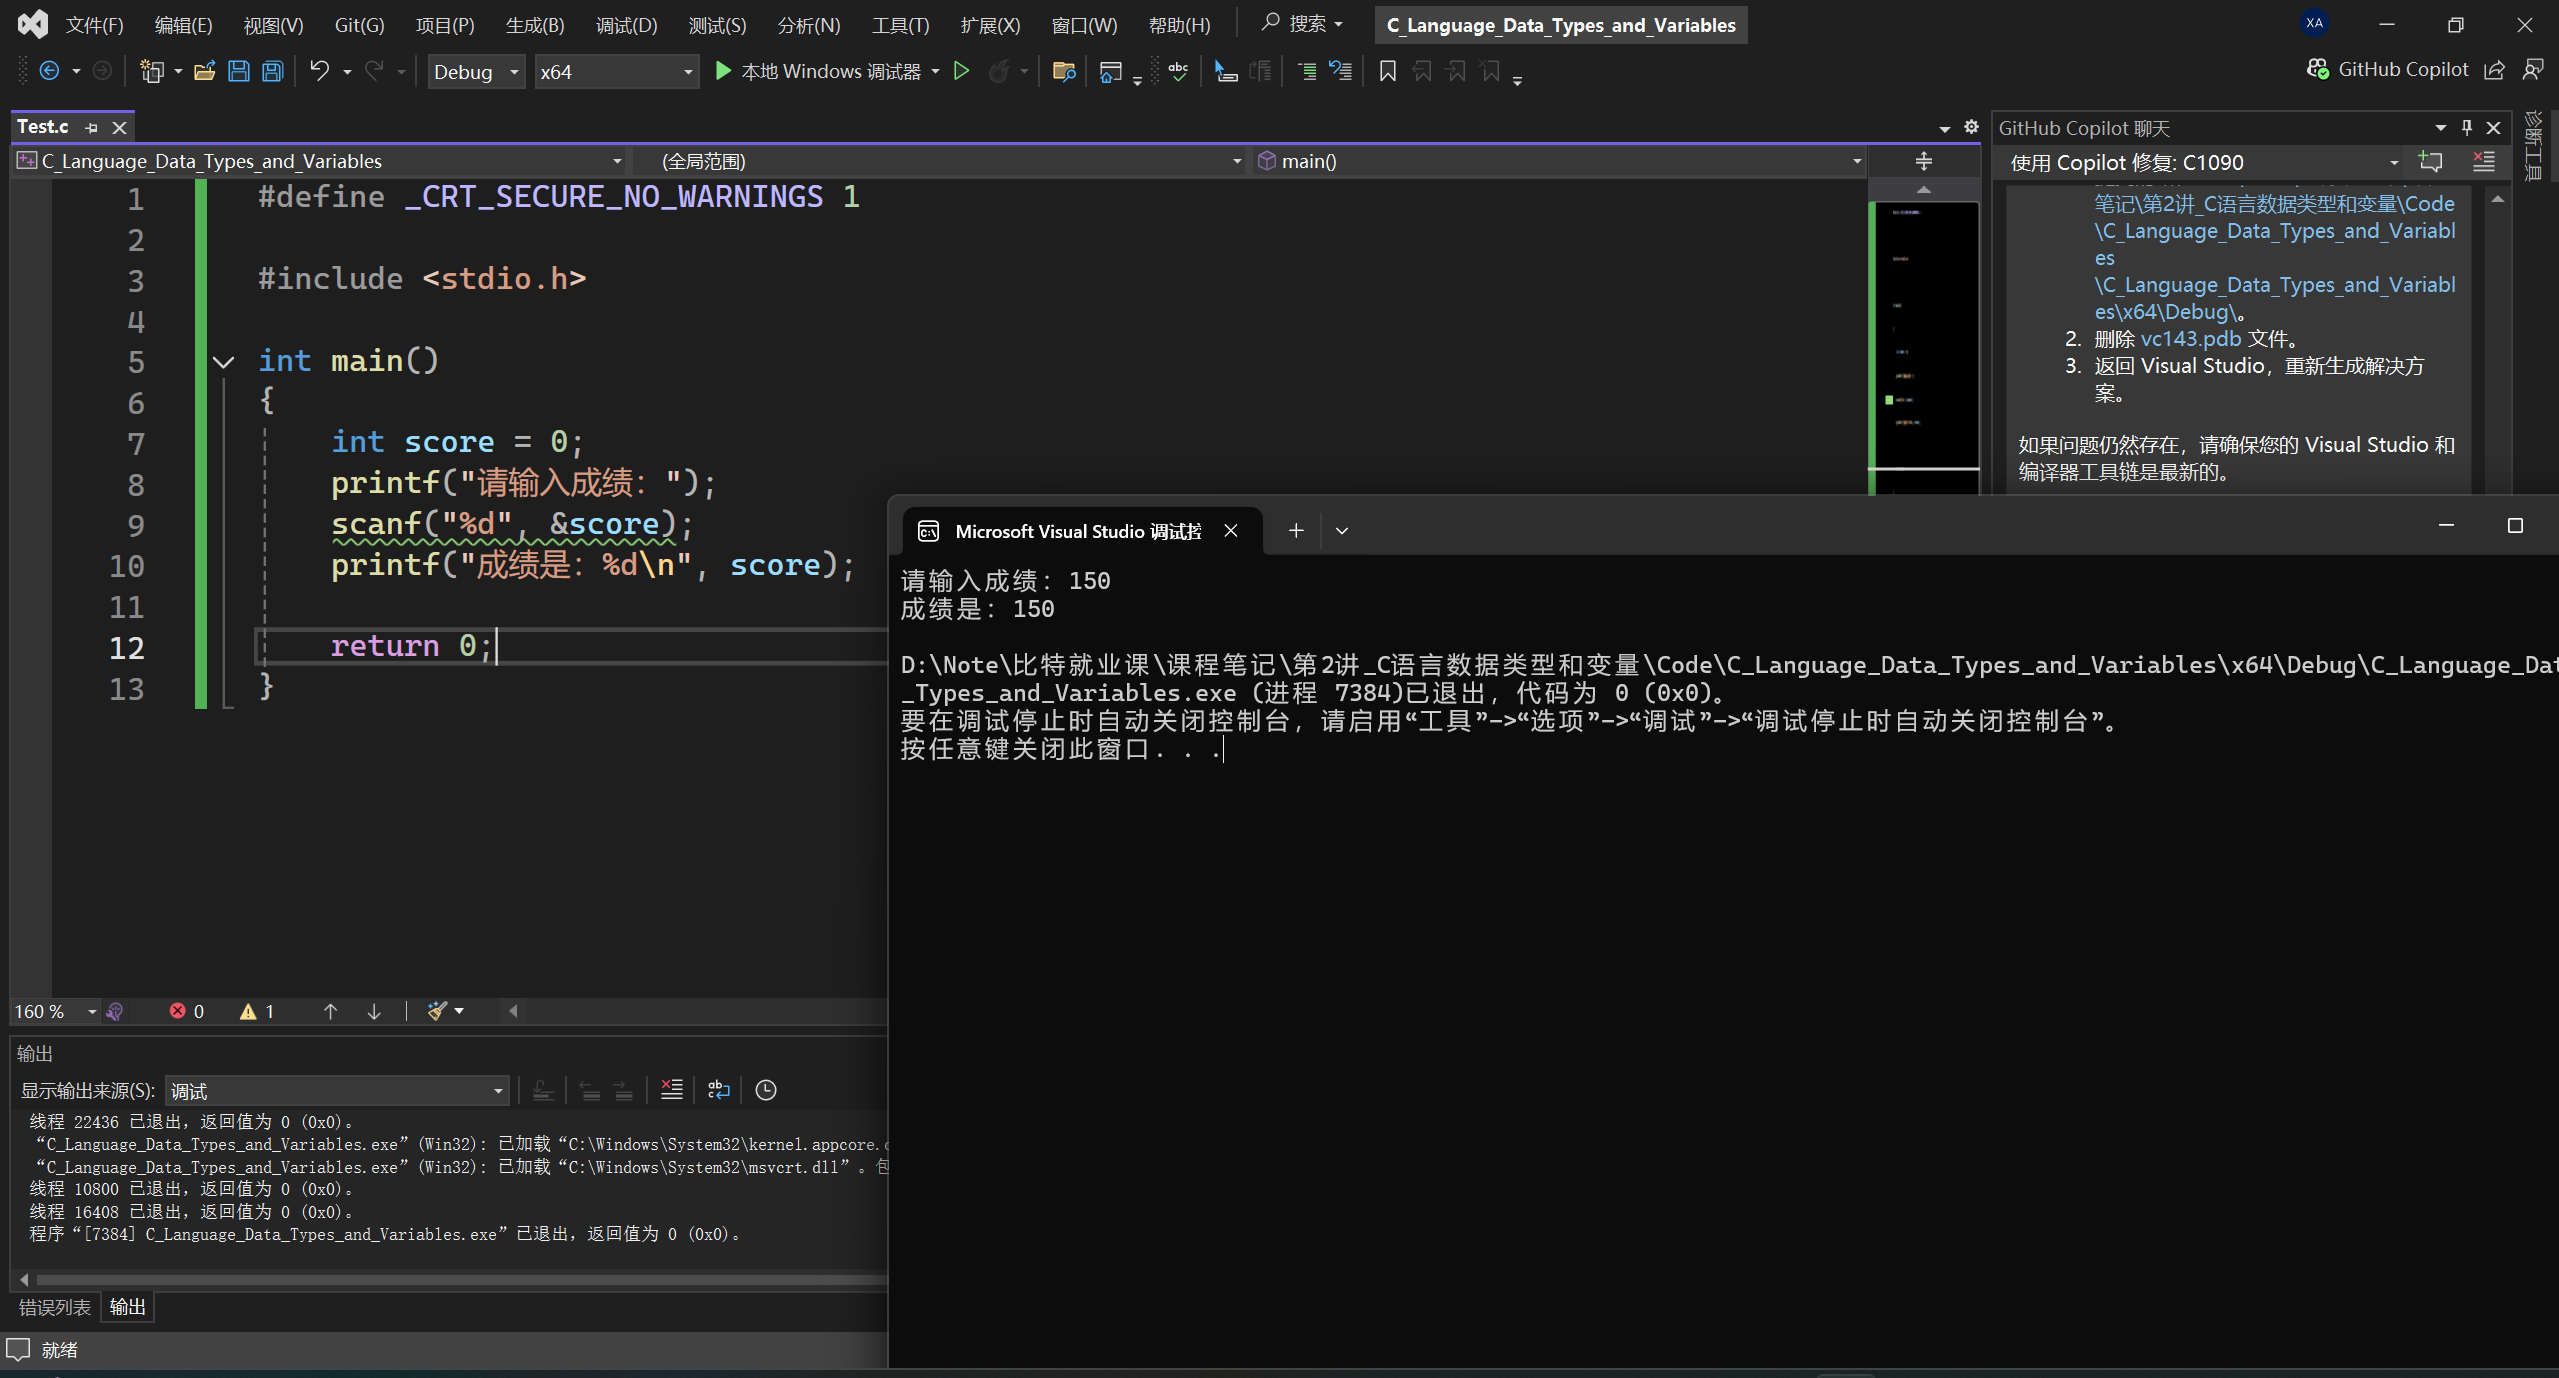 文件(F) 编辑(E) 视图(V) Git(G) 项目(P) 生成(B) 调试(D) 测试(S) 分析(N) 工具(T) 扩展(X) 窗口(W) 帮助(H) 搜索 C_Language_Data_Types_and_Variables XA
Debug x64 本地 Windows 调试器 GitHub Copilot
Test.c
C_Language_Data_Types_and_Variables (全局范围) main()
1 #define _CRT_SECURE_NO_WARNINGS 1
2
3 #include <stdio.h>
4
5 int main()
6 {
7 int score = 0;
8 printf("请输入成绩：");
9 scanf("%d", &score);
10 printf("成绩是：%d\n", score);
11
12 return 0;
13 }
160 % 0 1
GitHub Copilot 聊天
诊断工具
使用 Copilot 修复: C1090
笔记\第2讲_C语言数据类型和变量\Code
\C_Language_Data_Types_and_Variabl
es
\C_Language_Data_Types_and_Variabl
es\x64\Debug\。
2. 删除 vc143.pdb 文件。
3. 返回 Visual Studio，重新生成解决方
案。
如果问题仍然存在，请确保您的 Visual Studio 和
编译器工具链是最新的。
Microsoft Visual Studio 调试控
请输入成绩：150
成绩是：150
D:\Note\比特就业课\课程笔记\第2讲_C语言数据类型和变量\Code\C_Language_Data_Types_and_Variables\x64\Debug\C_Language_Dat
_Types_and_Variables.exe (进程 7384)已退出，代码为 0 (0x0)。
要在调试停止时自动关闭控制台，请启用“工具”->“选项”->“调试”->“调试停止时自动关闭控制台”。
按任意键关闭此窗口. . .
输出
显示输出来源(S): 调试
线程 22436 已退出，返回值为 0 (0x0)。
“C_Language_Data_Types_and_Variables.exe”(Win32): 已加载“C:\Windows\System32\kernel.appcore.
“C_Language_Data_Types_and_Variables.exe”(Win32): 已加载“C:\Windows\System32\msvcrt.dll”。包
线程 10800 已退出，返回值为 0 (0x0)。
线程 16408 已退出，返回值为 0 (0x0)。
程序“[7384] C_Language_Data_Types_and_Variables.exe”已退出，返回值为 0 (0x0)。
错误列表 输出
就绪